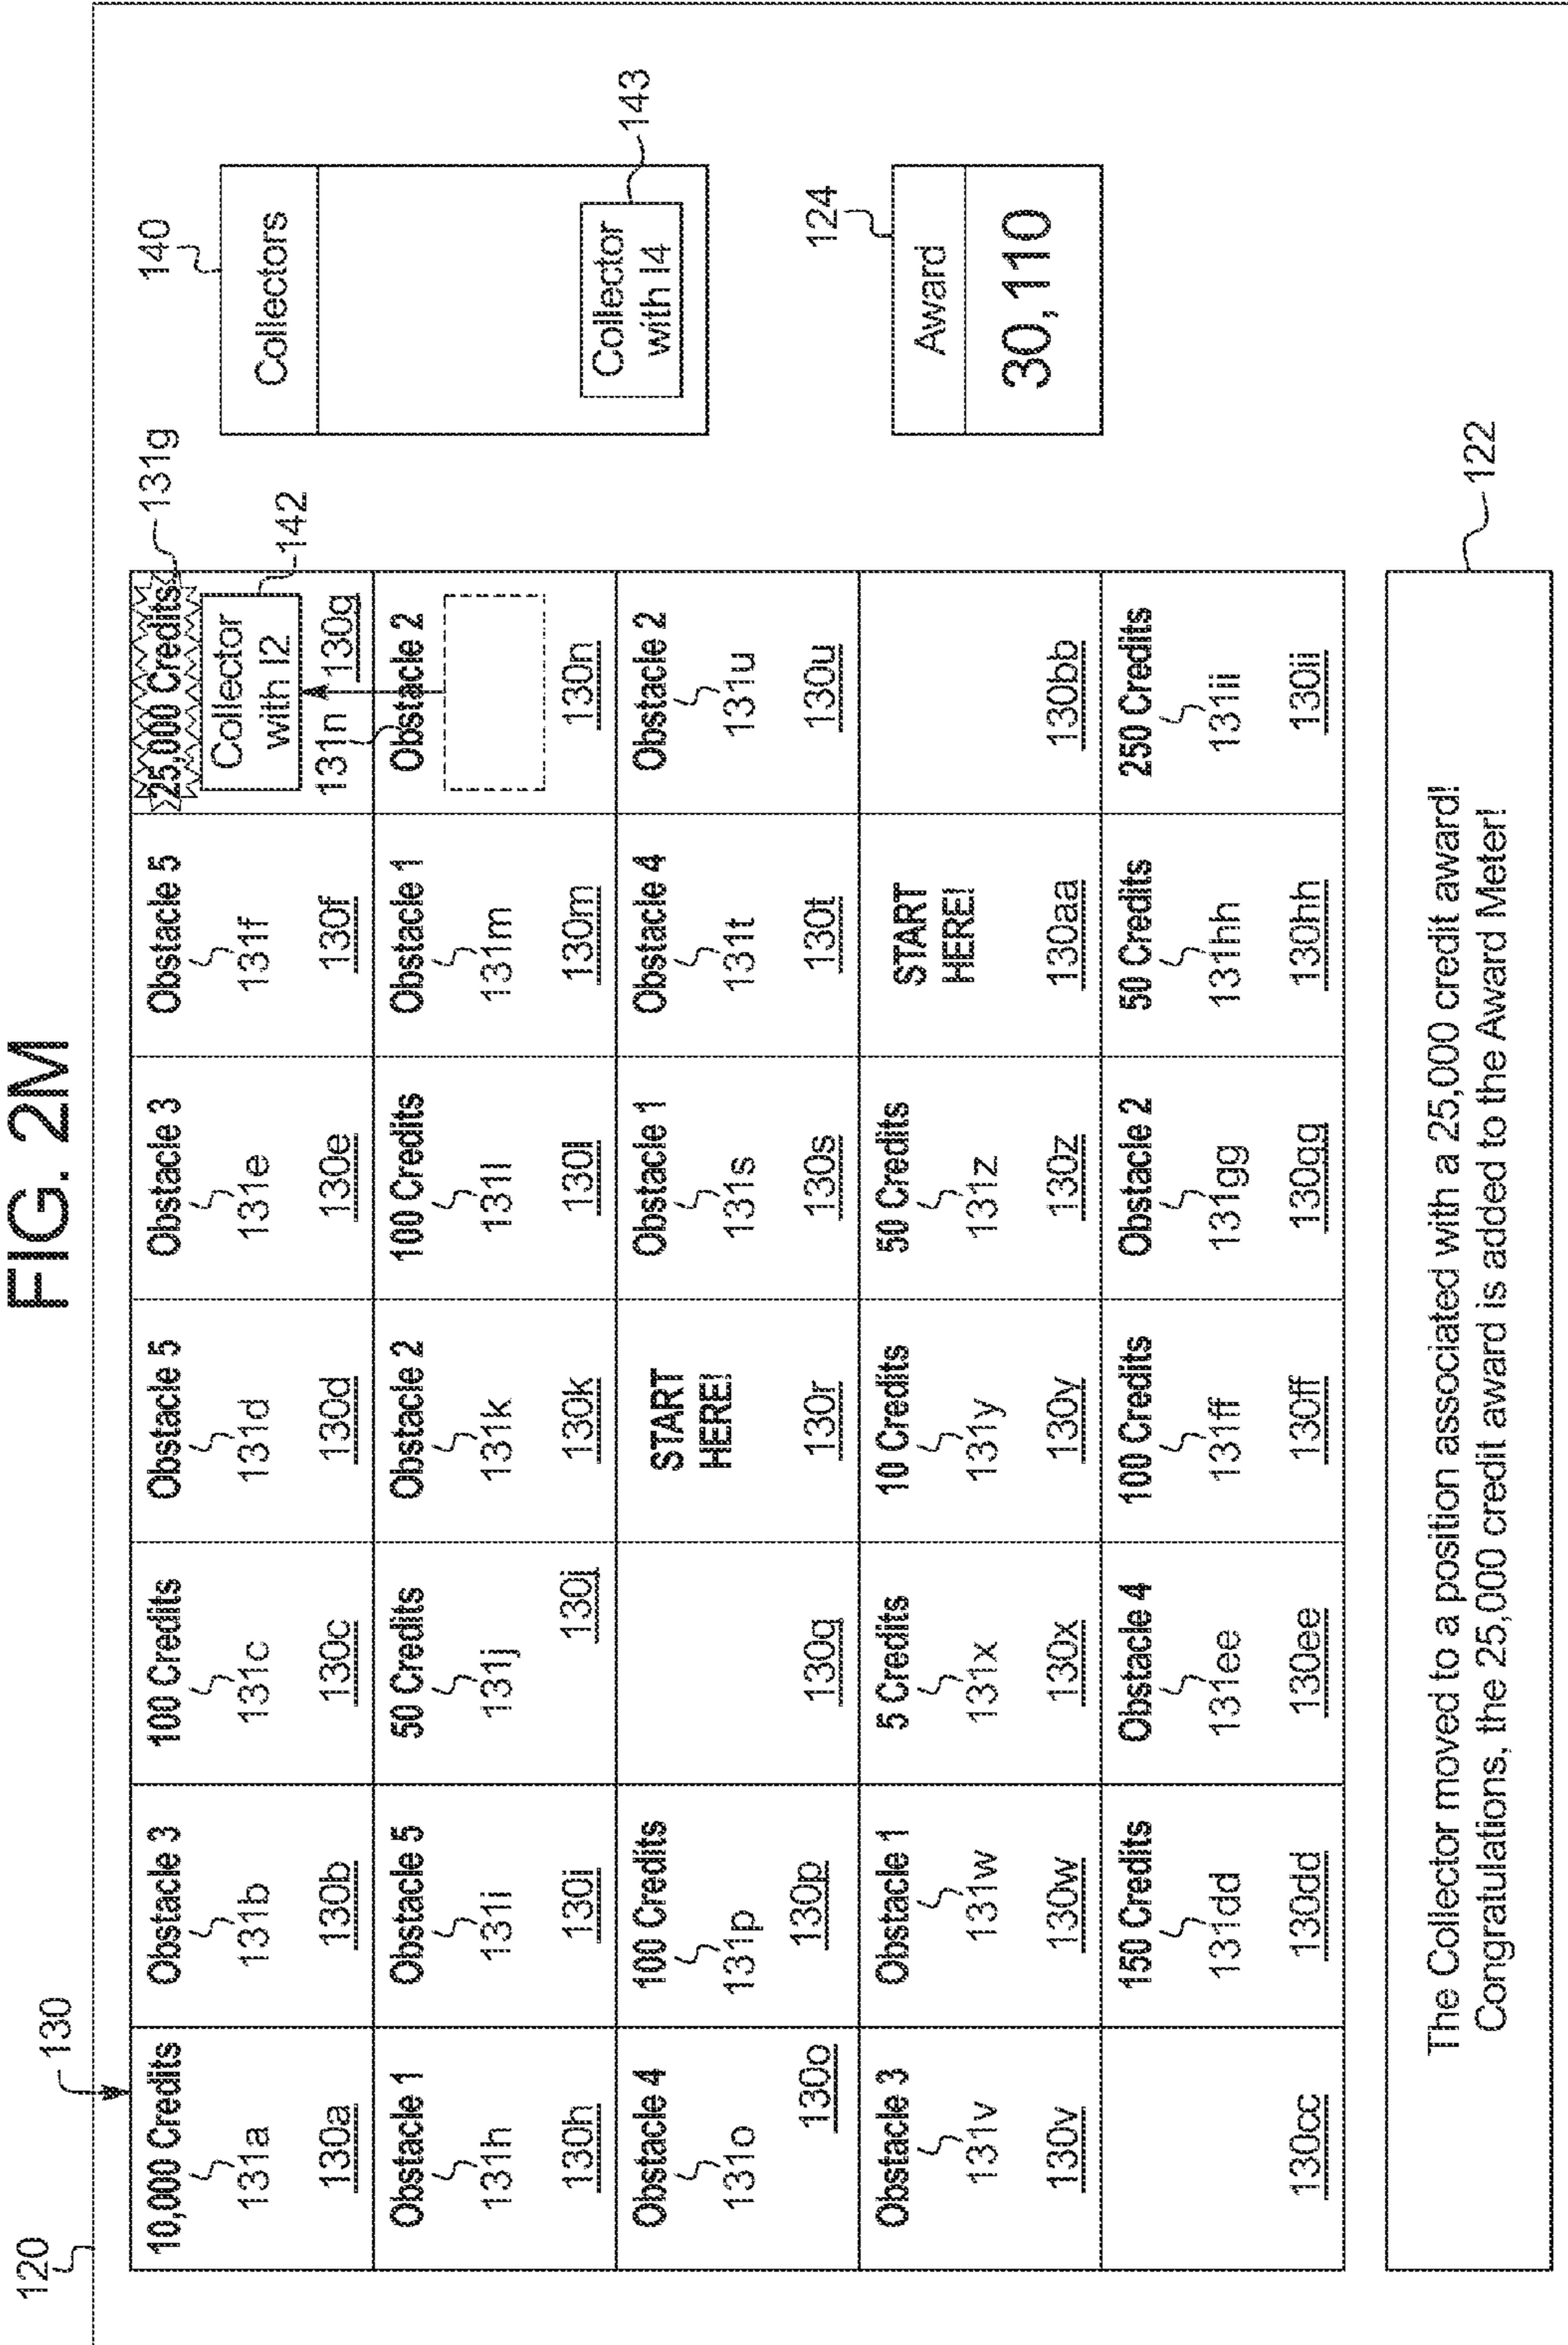 FIG. 2M
120
130
10,000 Credits
131a
130a
Obstacle 3
131b
130b
100 Credits
131c
130c
Obstacle 5
131d
130d
Obstacle 3
131e
130e
Obstacle 5
131f
130f
25,000 Credits
131g
Collector
with I2
142
130g
Obstacle 1
131h
130h
Obstacle 5
131i
130i
50 Credits
131j
130j
Obstacle 2
131k
130k
100 Credits
131l
130l
Obstacle 1
131m
130m
131n
Obstacle 2
130n
Obstacle 4
131o
130o
100 Credits
131p
130p
130q
START
HERE!
130r
Obstacle 1
131s
130s
Obstacle 4
131t
130t
Obstacle 2
131u
130u
Obstacle 3
131v
130v
Obstacle 1
131w
130w
5 Credits
131x
130x
10 Credits
131y
130y
50 Credits
131z
130z
START
HERE!
130aa
130bb
130cc
150 Credits
131dd
130dd
Obstacle 4
131ee
130ee
100 Credits
131ff
130ff
Obstacle 2
131gg
130gg
50 Credits
131hh
130hh
250 Credits
131ii
130ii
140
Collectors
Collector
with I4
143
124
Award
30,110
The Collector moved to a position associated with a 25,000 credit award!
Congratulations, the 25,000 credit award is added to the Award Meter!
122